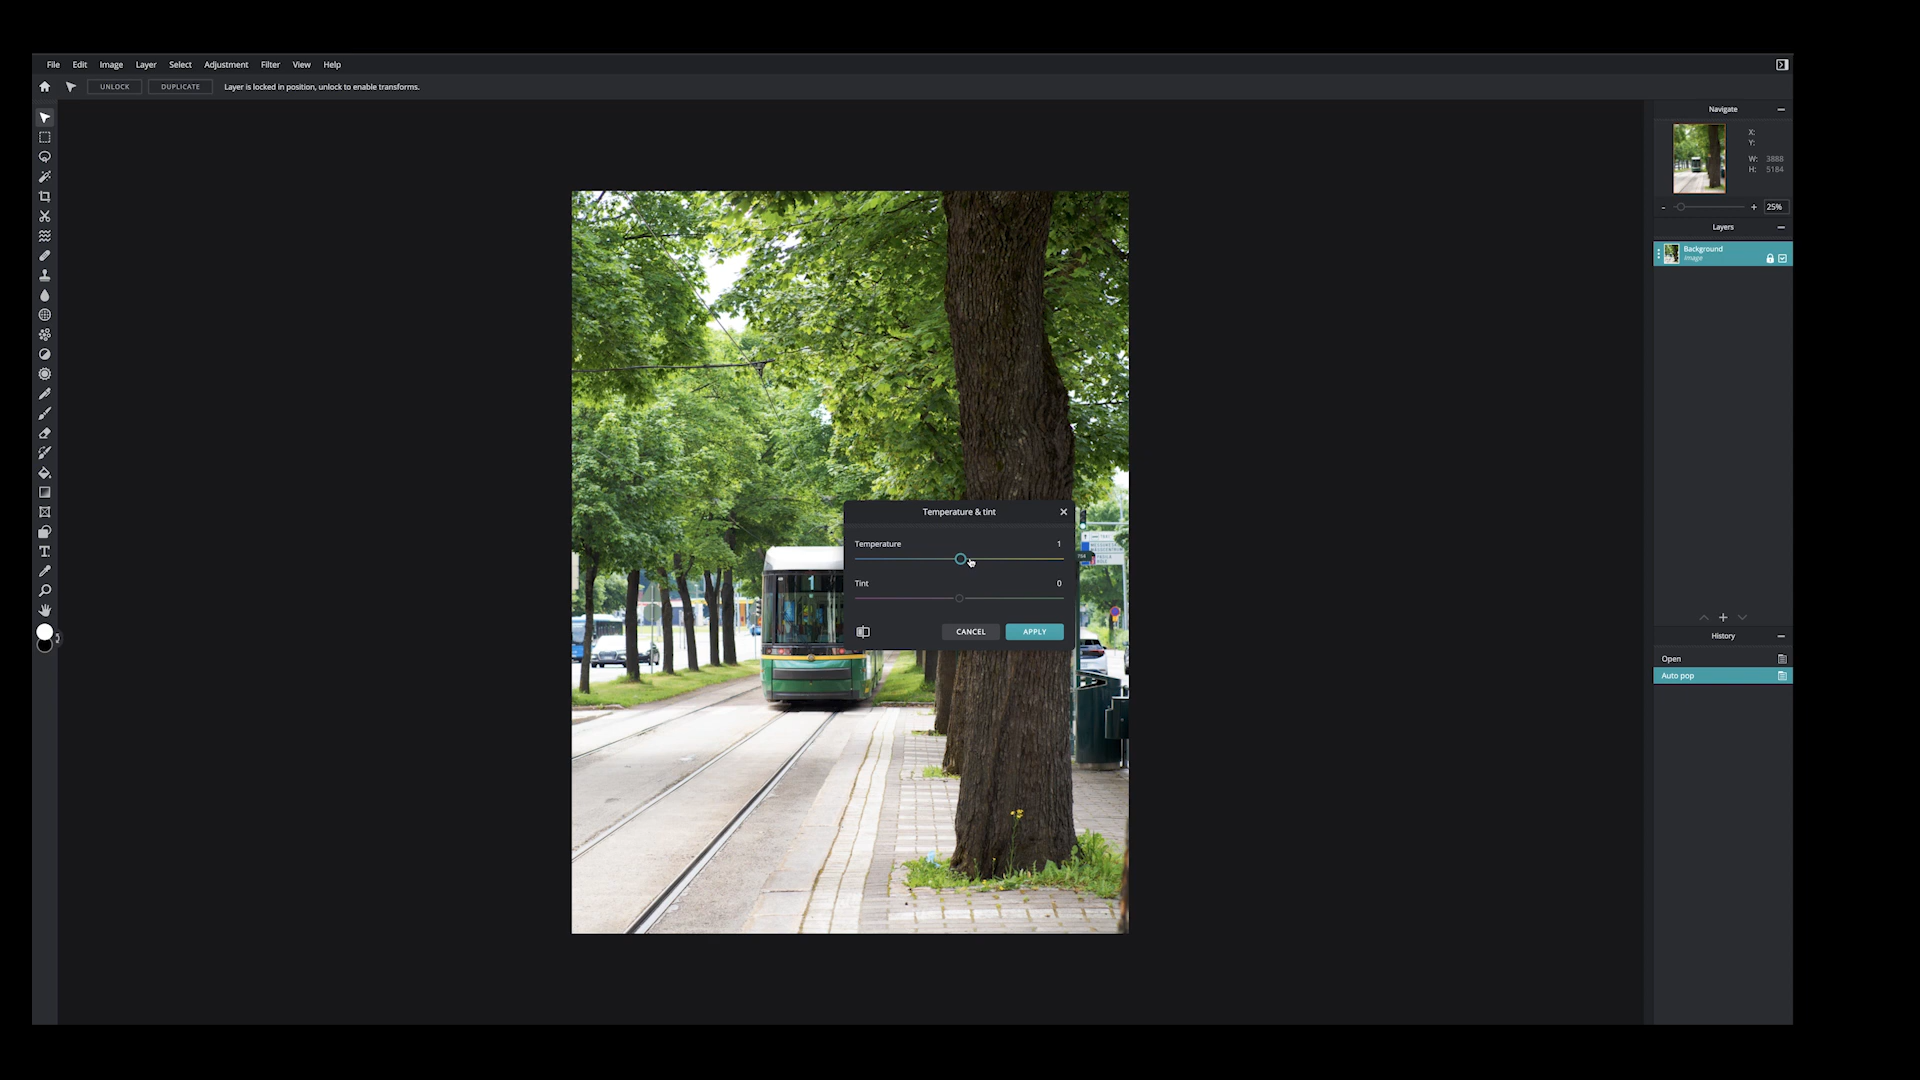 File Edit Image Layer Select Adjustment Filter View Help
UNLOCK DUPLICATE Layer is locked in position, unlock to enable transforms.
Navigate
X:
Y:
W: 3888
H: 5184
- + 25%
Layers
Background
Image
Temperature & tint
Temperature 1
Tint 0
CANCEL APPLY
1
T
History
Open
Auto pop